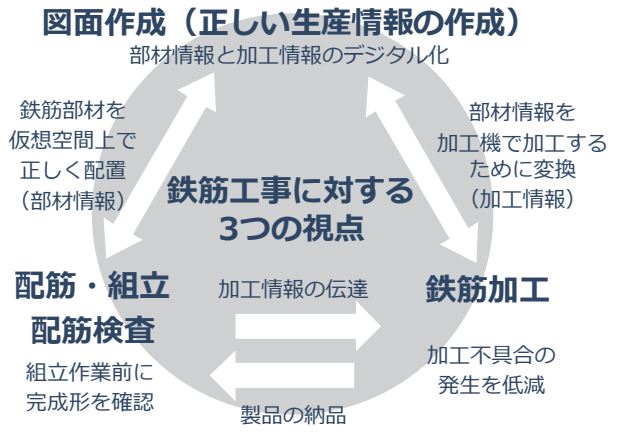 図面作成（正しい生産情報の作成）
部材情報と加工情報のデジタル化
鉄筋部材を
仮想空間上で
正しく配置
（部材情報）
部材情報を
加工機で加工する
ために変換
（加工情報）
鉄筋工事に対する
3つの視点
配筋・組立
配筋検査
組立作業前に
完成形を確認
加工情報の伝達
製品の納品
鉄筋加工
加工不具合の
発生を低減